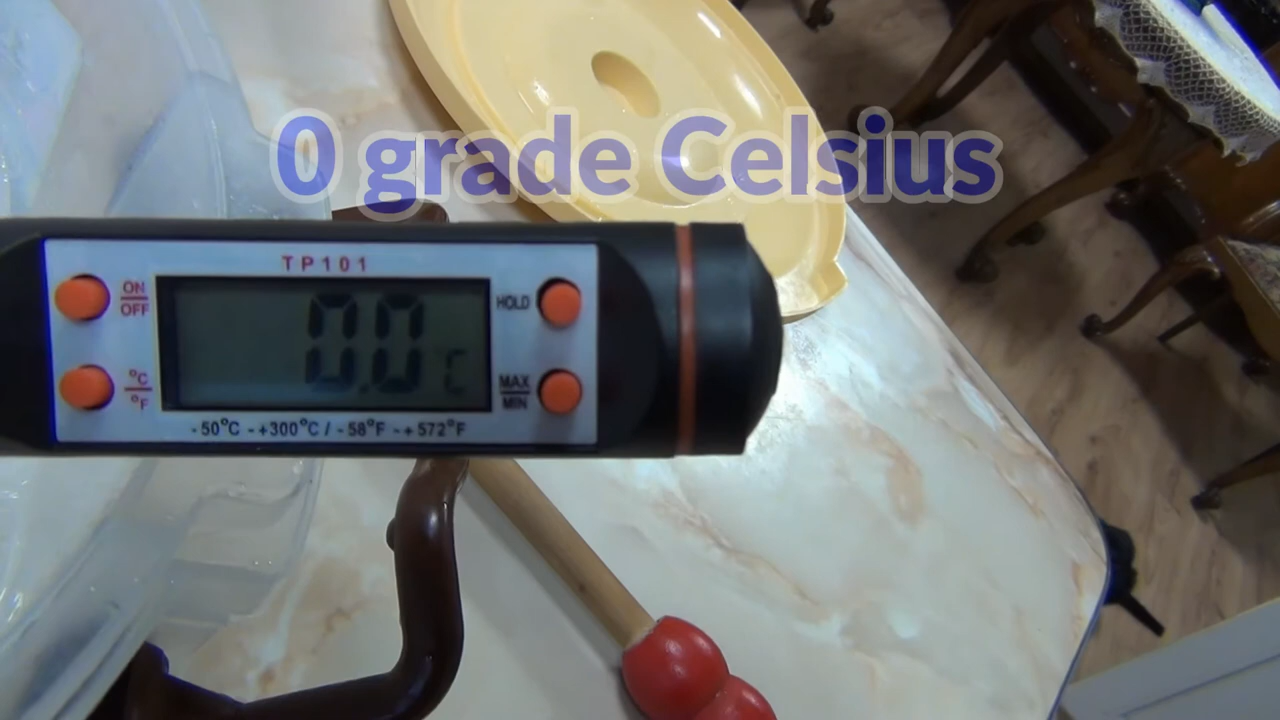 0 grade Celsius
TP101
ON
OFF
HOLD
0.0 C
°C
°F
MAX
MIN
-50°C -+300°C / -58°F -+572°F